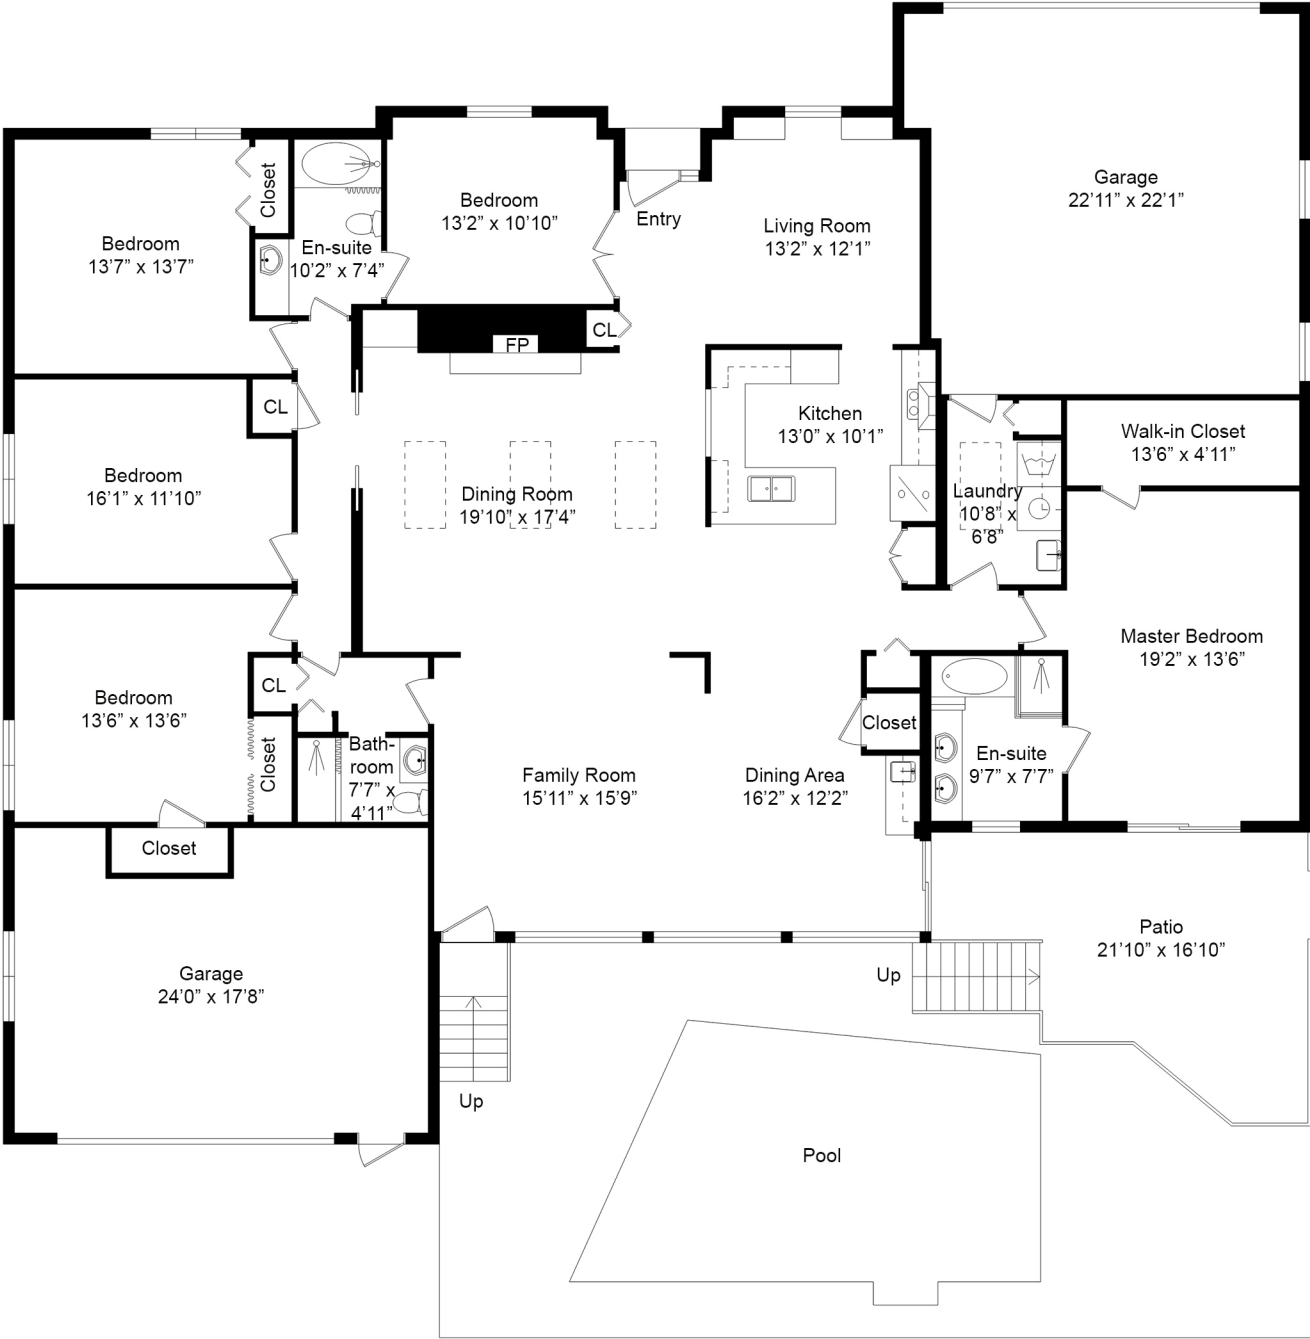 Garage
22'11" x 22'1"
Bedroom
13'2" x 10'10"
Closet
Entry
Living Room
13'2" x 12'1"
Bedroom
13'7" x 13'7"
En-suite
10'2" x 7'4"
CL
FP
CL
Kitchen
13'0" x 10'1"
Walk-in Closet
13'6" x 4'11"
Bedroom
16'1" x 11'10"
Dining Room
19'10" x 17'4"
Laundry
10'8" x
6'8"
Master Bedroom
19'2" x 13'6"
CL
Bedroom
13'6" x 13'6"
Closet
Closet
Bath-
room
7'7" x
4'11"
Family Room
15'11" x 15'9"
Dining Area
16'2" x 12'2"
En-suite
9'7" x 7'7"
Closet
Patio
21'10" x 16'10"
Garage
24'0" x 17'8"
Up
Up
Pool